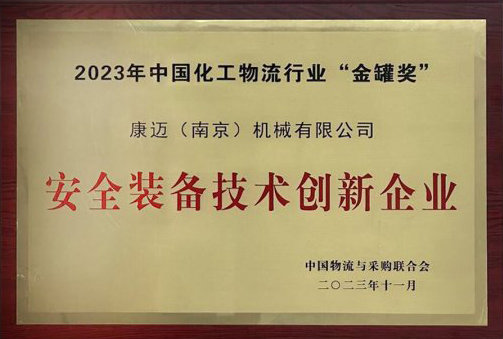 2023年中国化工物流行业“金罐奖”
康迈（南京）机械有限公司
安全装备技术创新企业
中国物流与采购联合会
二〇二三年十一月